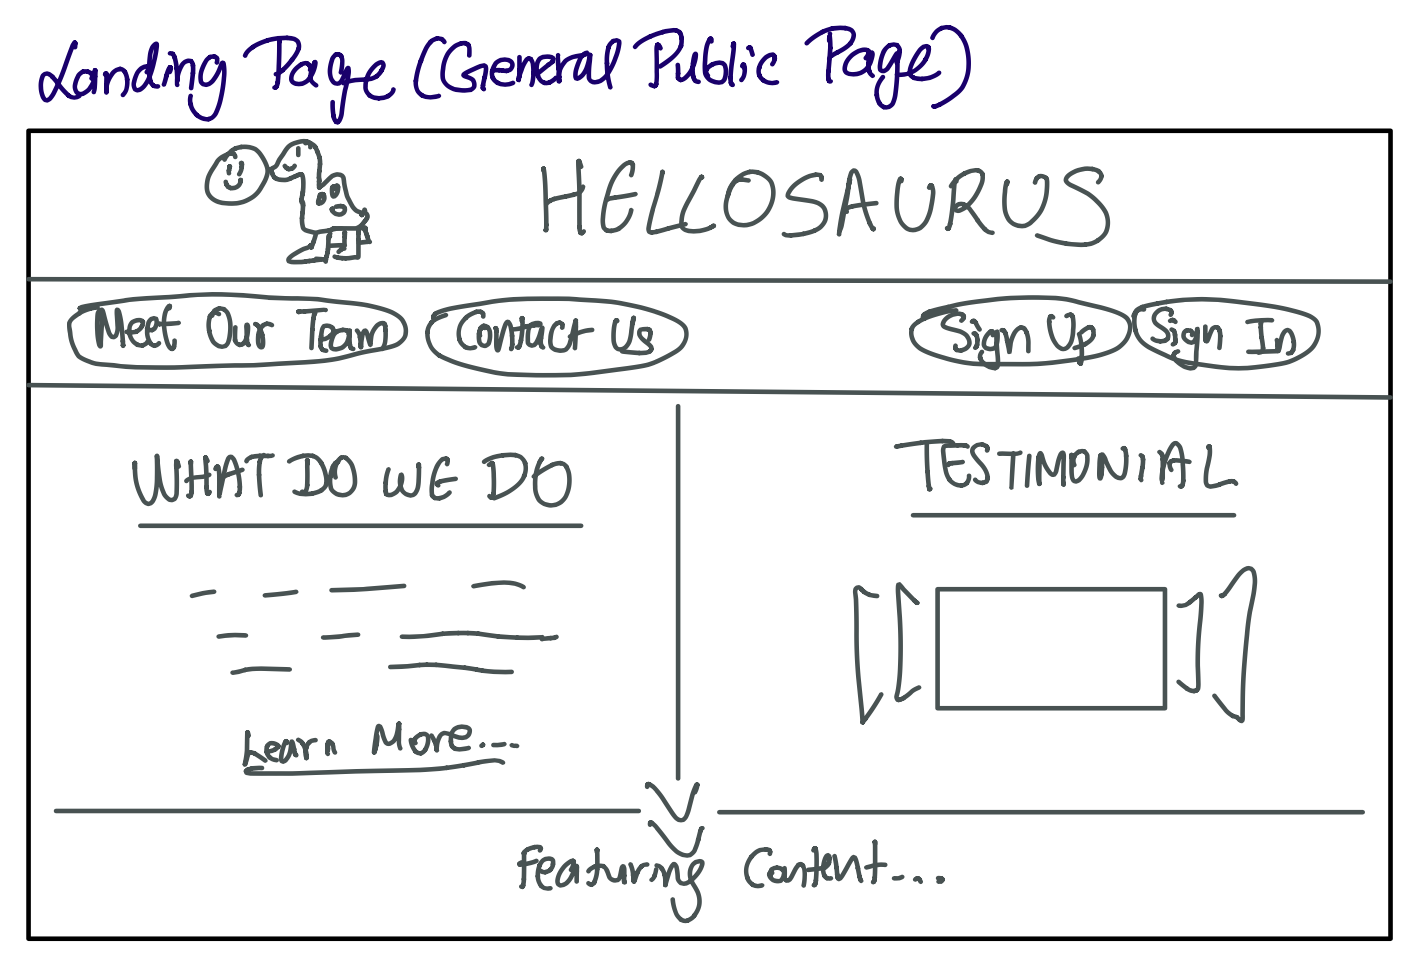 Landing Page (General Public Page)
HELLOSAURUS
Meet Our Team Contact Us Sign Up Sign In
WHAT DO WE DO
Learn More...
TESTIMONIAL
Featuring Content...